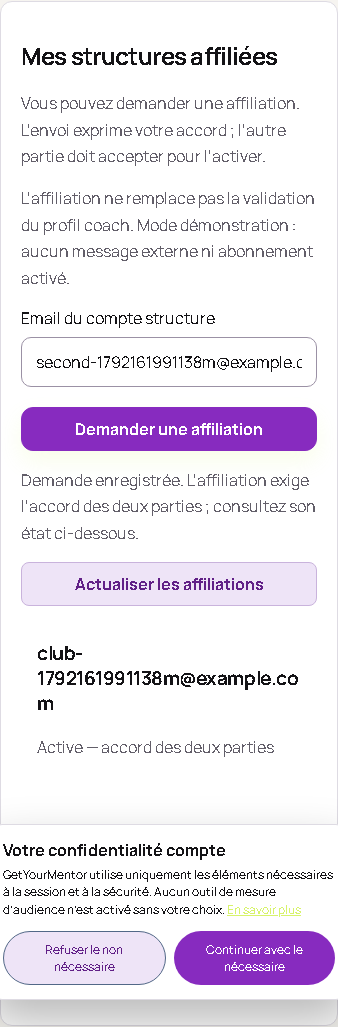 Mes structures affiliées
Vous pouvez demander une affiliation.
L'envoi exprime votre accord ; l'autre
partie doit accepter pour l'activer.
L'affiliation ne remplace pas la validation
du profil coach. Mode démonstration :
aucun message externe ni abonnement
activé.
Email du compte structure
second-1792161991138m@example.c
Demander une affiliation
Demande enregistrée. L'affiliation exige
l'accord des deux parties ; consultez son
état ci-dessous.
Actualiser les affiliations
club-
1792161991138m@example.co
m
Active — accord des deux parties
Votre confidentialité compte
GetYourMentor utilise uniquement les éléments nécessaires
à la session et à la sécurité. Aucun outil de mesure
d'audience n'est activé sans votre choix. En savoir plus
Refuser le non
nécessaire
Continuer avec le
nécessaire